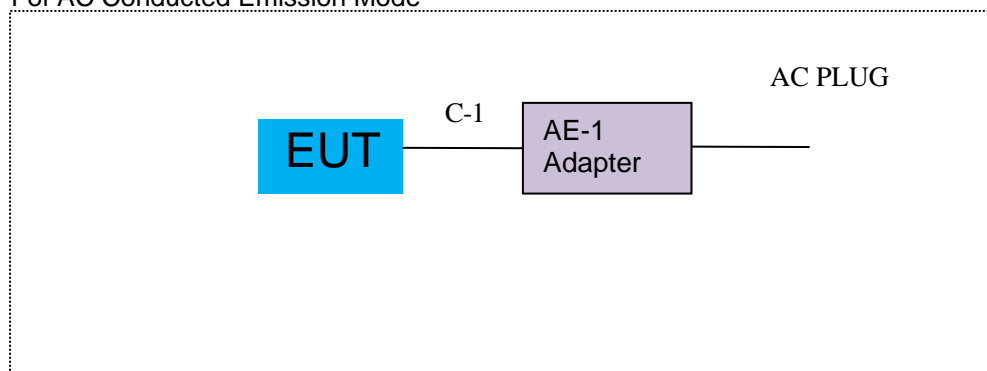 For AC Conducted Emission Mode
AC PLUG
C-1
EUT
AE-1
Adapter